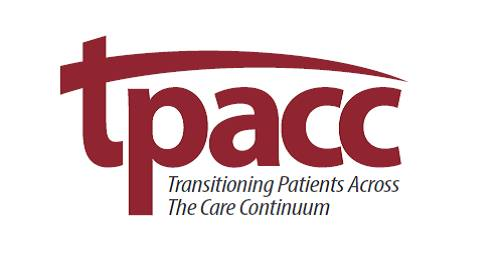 tpacc
Transitioning Patients Across
The Care Continuum